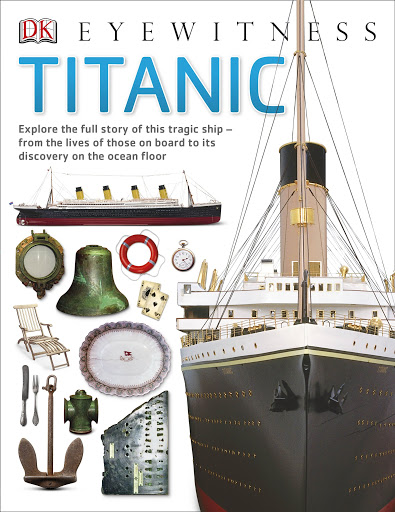 DK EYEWITNESS
TITANIC
Explore the full story of this tragic ship –
from the lives of those on board to its
discovery on the ocean floor